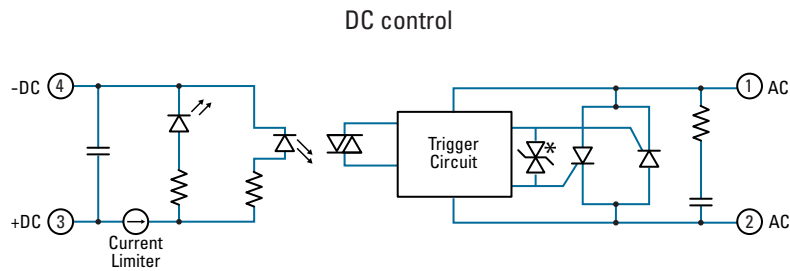 DC control
-DC 4
1 AC
Trigger
Circuit
*
+DC 3
2 AC
Current
Limiter